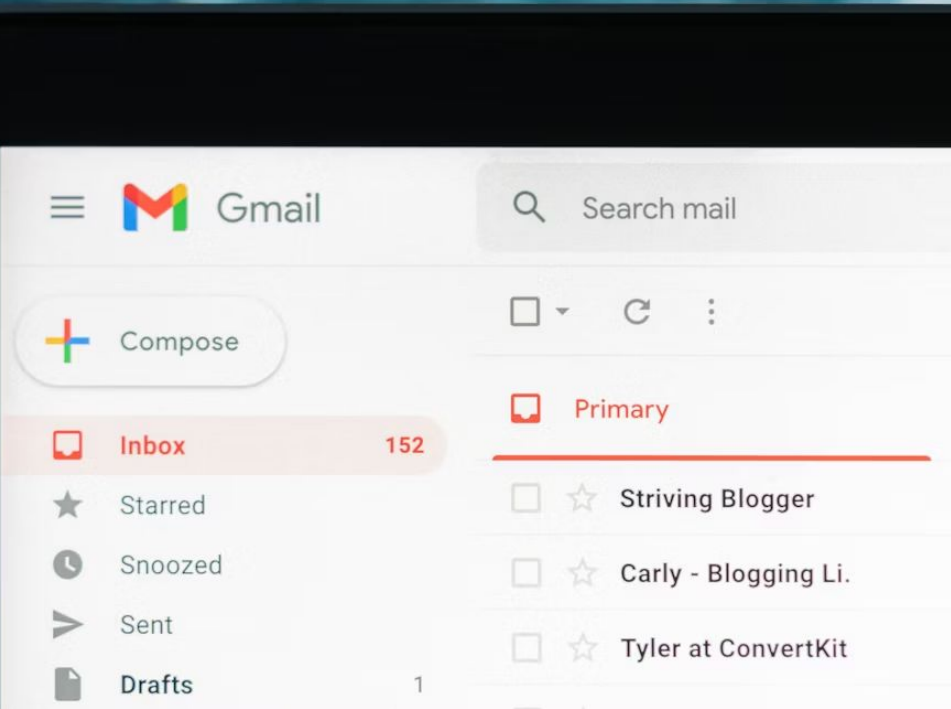 Gmail
Search mail
Compose
Primary
Inbox 152
Starred
Striving Blogger
Snoozed
Carly - Blogging Li.
Sent
Tyler at ConvertKit
Drafts 1